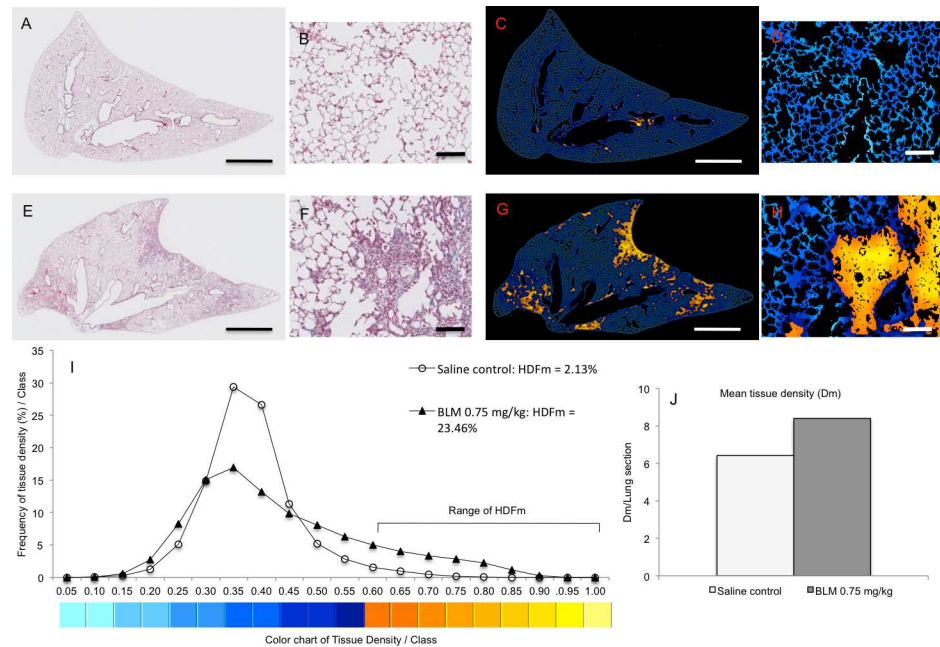 A
B
C
D
E
F
G
H
I
Saline control: HDFm = 2.13%
BLM 0.75 mg/kg: HDFm =
23.46%
Range of HDFm
Frequency of tissue density (%) / Class
35
30
25
20
15
10
5
0
0.05 0.10 0.15 0.20 0.25 0.30 0.35 0.40 0.45 0.50 0.55 0.60 0.65 0.70 0.75 0.80 0.85 0.90 0.95 1.00
Color chart of Tissue Density / Class
J
Mean tissue density (Dm)
Dm/Lung section
10
8
6
4
2
0
Saline control BLM 0.75 mg/kg